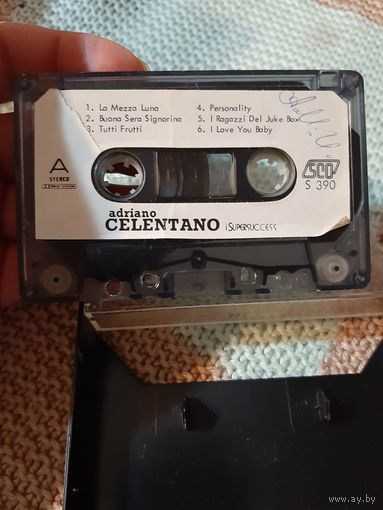 1. La Mezza Luna
2. Buona Sera Signorina
3. Tutti Frutti
4. Personality
5. I Ragazzi Del Juke Box
6. I Love You Baby
A
STEREO
SCO
S 390
adriano
CELENTANO iSUPERSUCCESS
www.ay.by